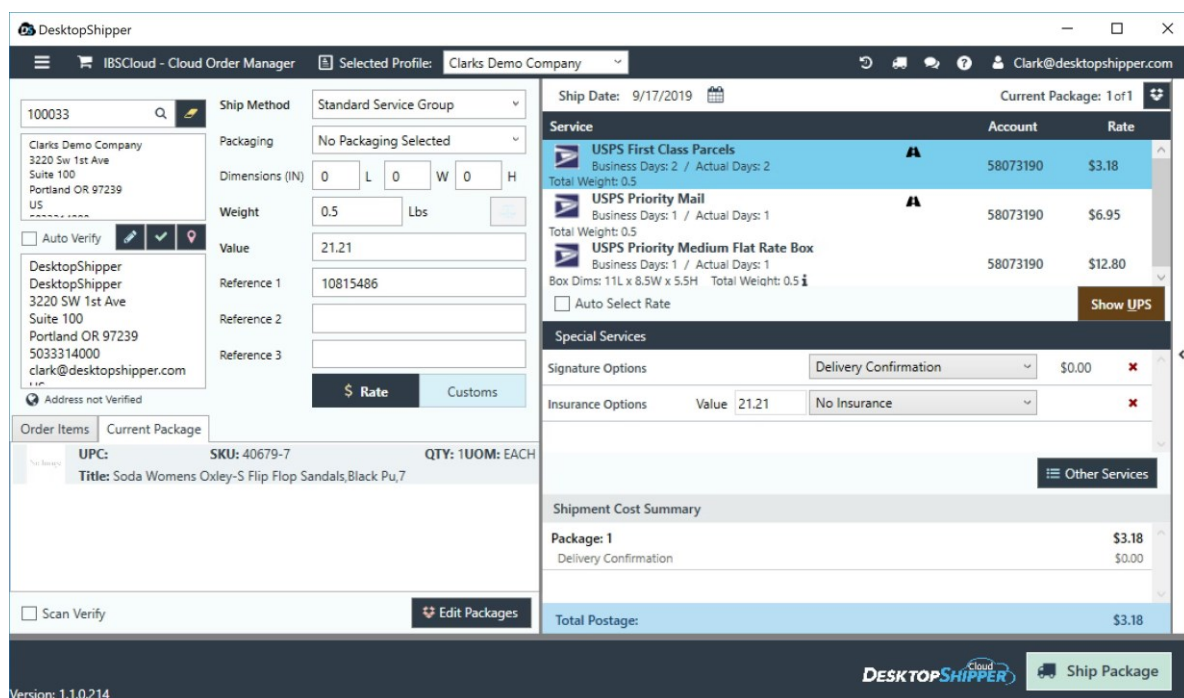 DesktopShipper
IBSCloud - Cloud Order Manager
Selected Profile:
Clarks Demo Company
Clark@desktopshipper.com
100033
Clarks Demo Company
3220 Sw 1st Ave
Suite 100
Portland OR 97239
US
Auto Verify
DesktopShipper
DesktopShipper
3220 SW 1st Ave
Suite 100
Portland OR 97239
5033314000
clark@desktopshipper.com
Address not Verified
Ship Method
Standard Service Group
Packaging
No Packaging Selected
Dimensions (IN) 0 L 0 W 0 H
Weight 0.5 Lbs
Value 21.21
Reference 1 10815486
Reference 2
Reference 3
$ Rate
Customs
Order Items
Current Package
UPC: SKU: 40679-7 QTY: 1UOM: EACH
Title: Soda Womens Oxley-S Flip Flop Sandals,Black Pu,7
Scan Verify
Edit Packages
Ship Date: 9/17/2019
Current Package: 1 of 1
Service Account Rate
USPS First Class Parcels
Business Days: 2 / Actual Days: 2
58073190 $3.18
Total Weight: 0.5
USPS Priority Mail
Business Days: 1 / Actual Days: 1
58073190 $6.95
Total Weight: 0.5
USPS Priority Medium Flat Rate Box
Business Days: 1 / Actual Days: 1
58073190 $12.80
Box Dims: 11L x 8.5W x 5.5H Total Weight: 0.5
Auto Select Rate
Show UPS
Special Services
Signature Options Delivery Confirmation $0.00
Insurance Options Value 21.21 No Insurance
Other Services
Shipment Cost Summary
Package: 1 $3.18
Delivery Confirmation $0.00
Total Postage: $3.18
DESKTOPSHIPPER Cloud
Ship Package
Version: 1.1.0.214